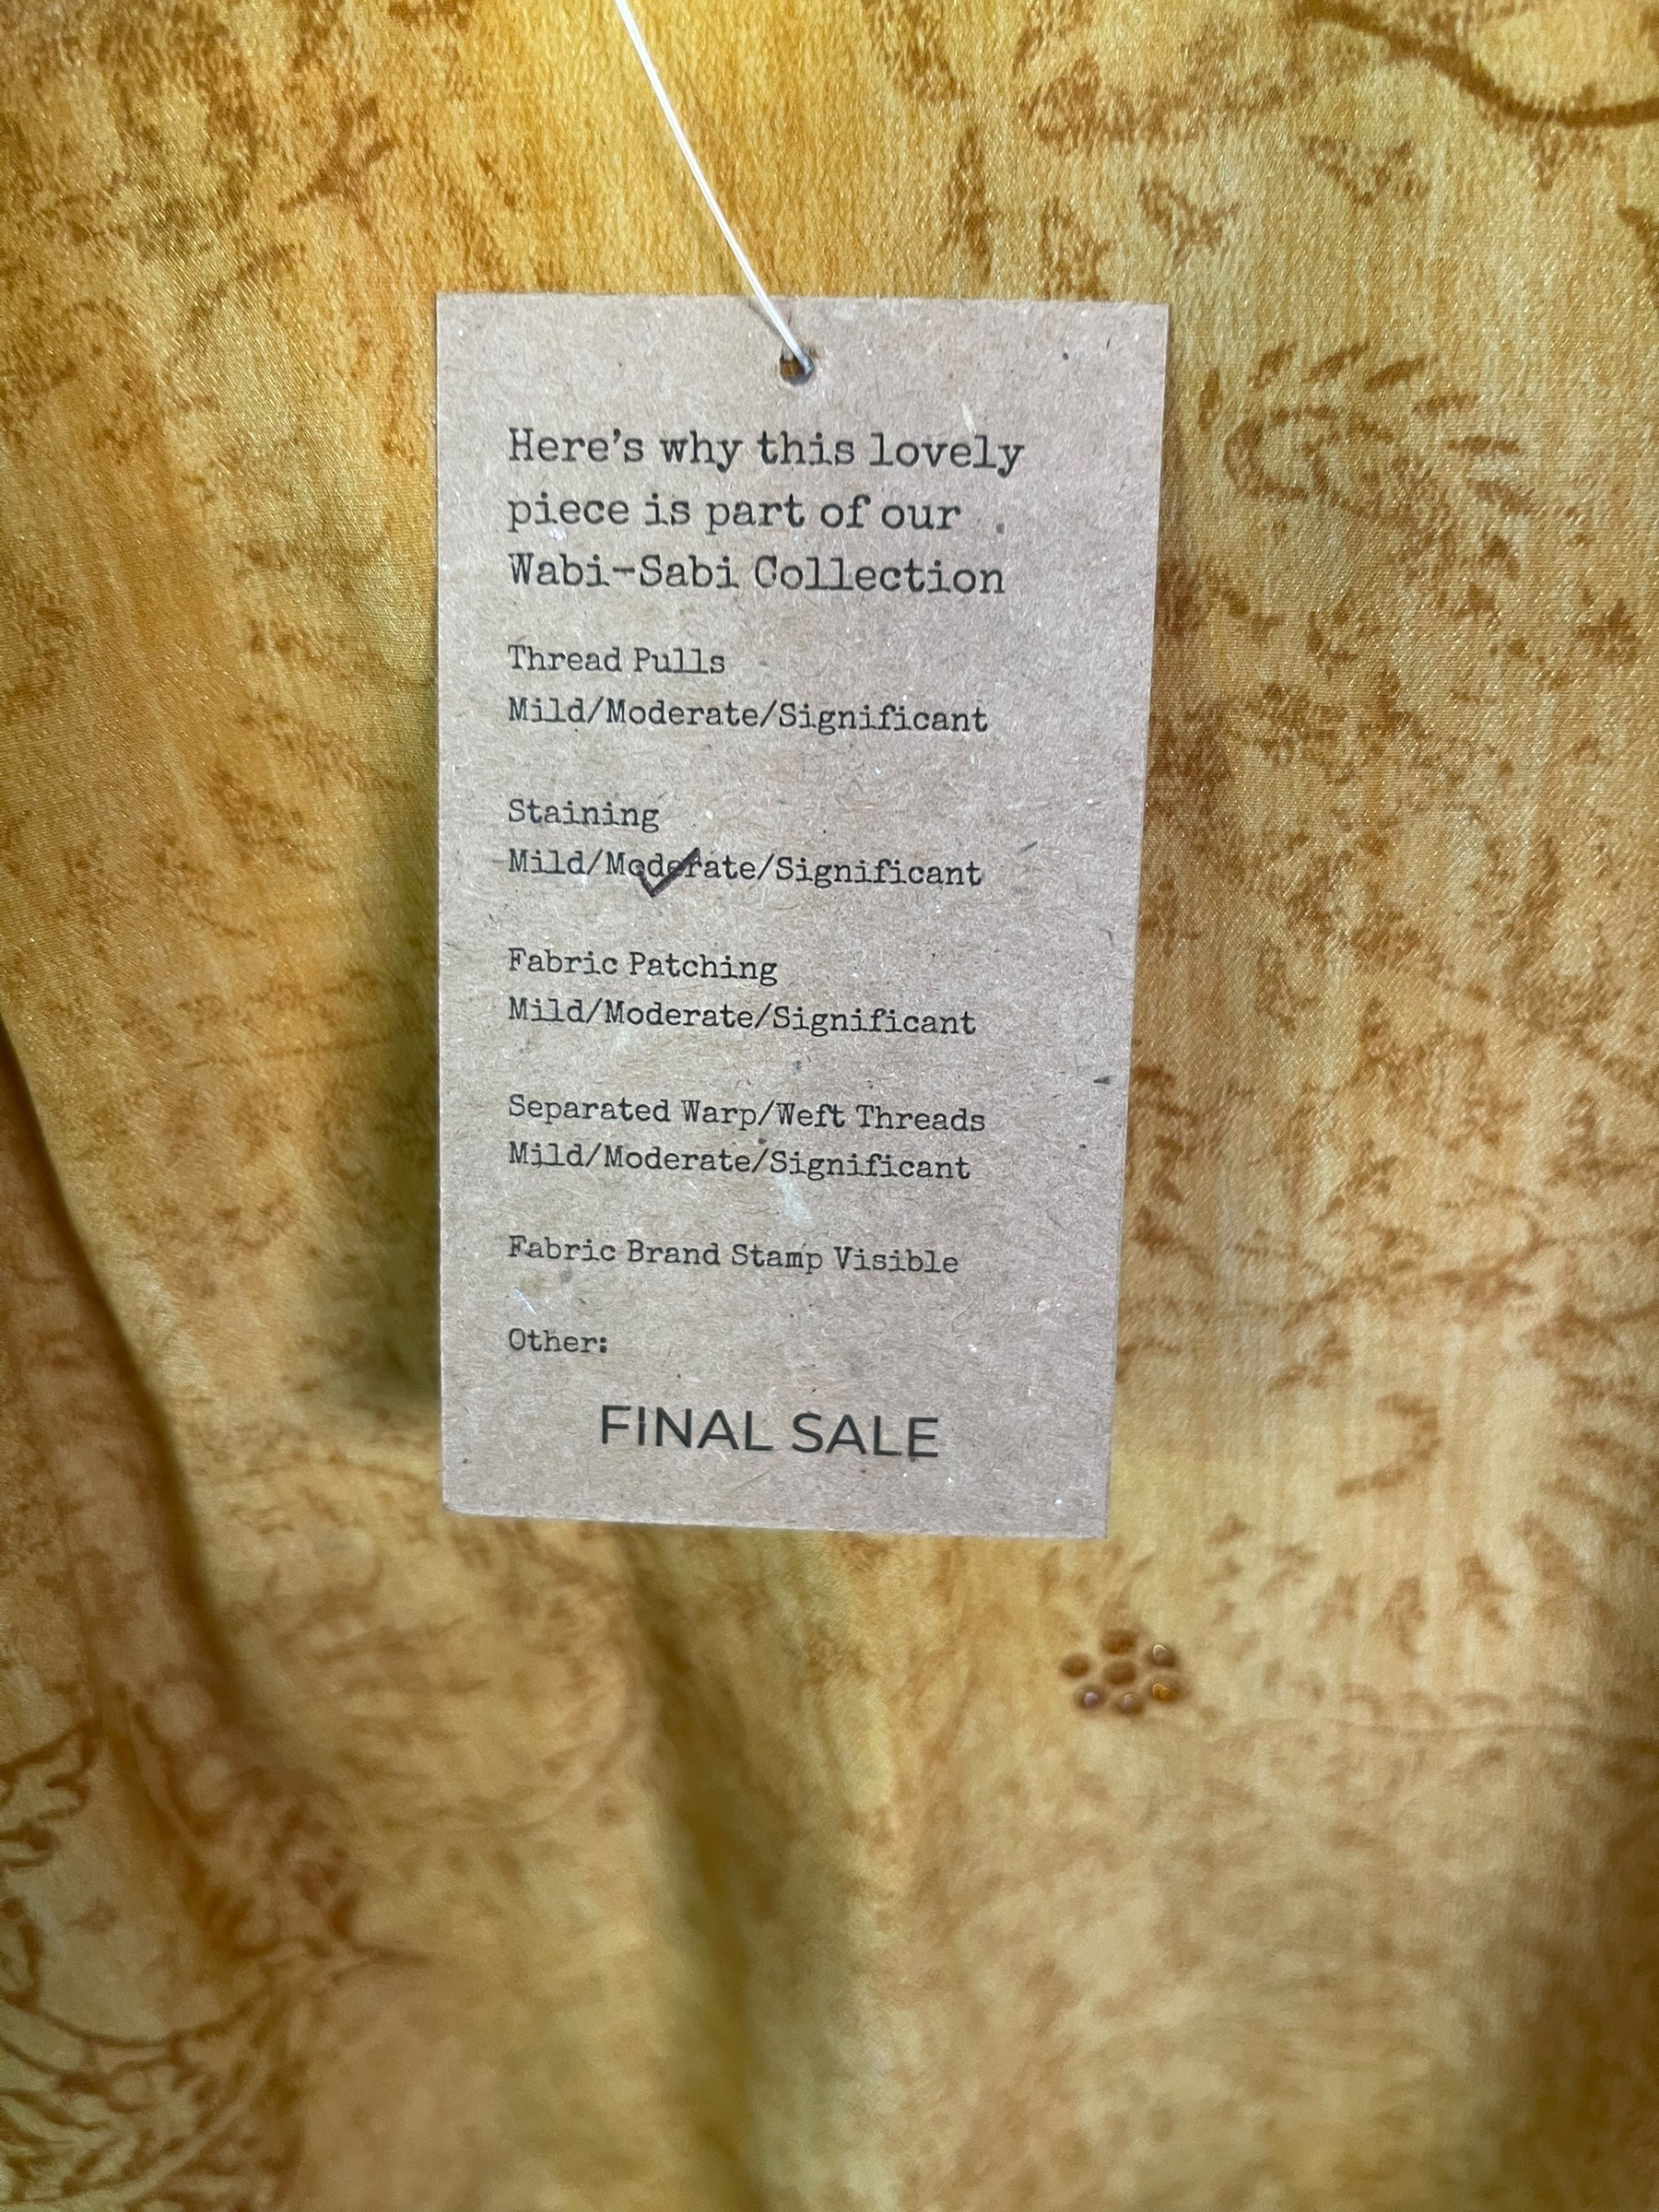 Here's why this lovely
piece is part of our
Wabi-Sabi Collection
Thread Pulls
Mild/Moderate/Significant
Staining
Mild/Moderate/Significant
Fabric Patching
Mild/Moderate/Significant
Separated Warp/Weft Threads
Mild/Moderate/Significant
Fabric Brand Stamp Visible
Other:
FINAL SALE